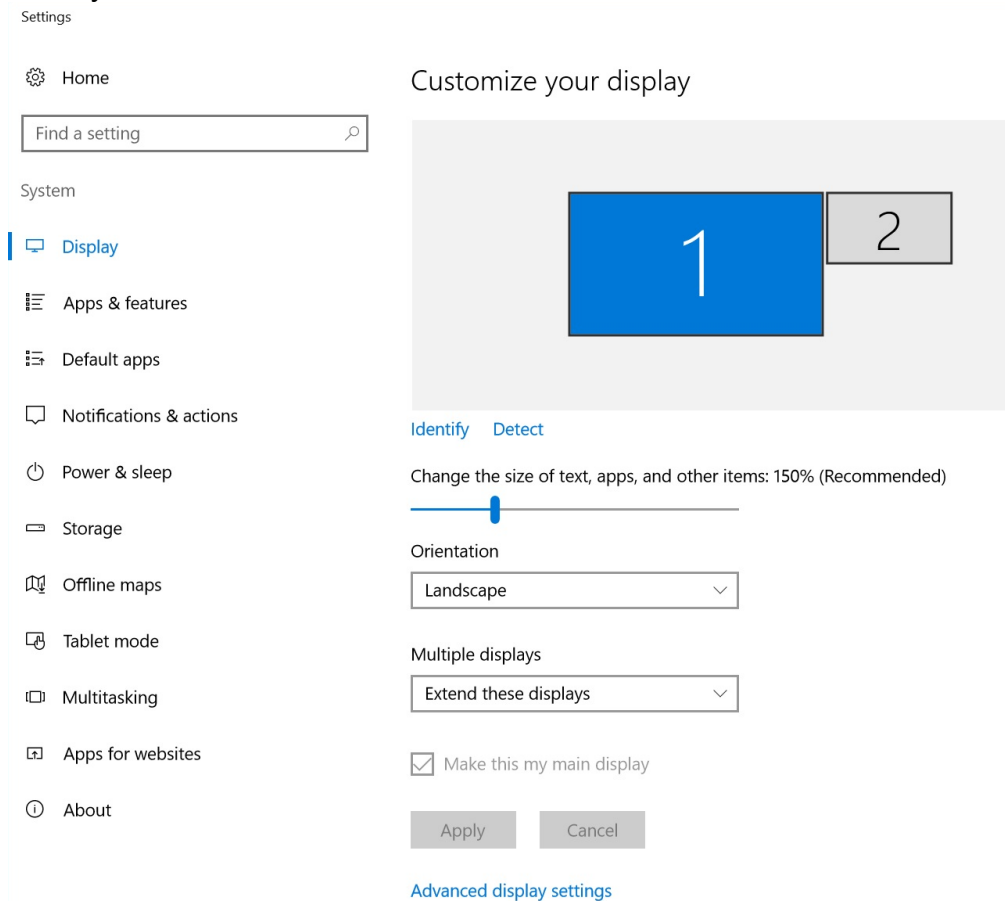 Settings
Home
Find a setting
System
Display
Apps & features
Default apps
Notifications & actions
Power & sleep
Storage
Offline maps
Tablet mode
Multitasking
Apps for websites
About
Customize your display
1
2
Identify Detect
Change the size of text, apps, and other items: 150% (Recommended)
Orientation
Landscape
Multiple displays
Extend these displays
Make this my main display
Apply Cancel
Advanced display settings